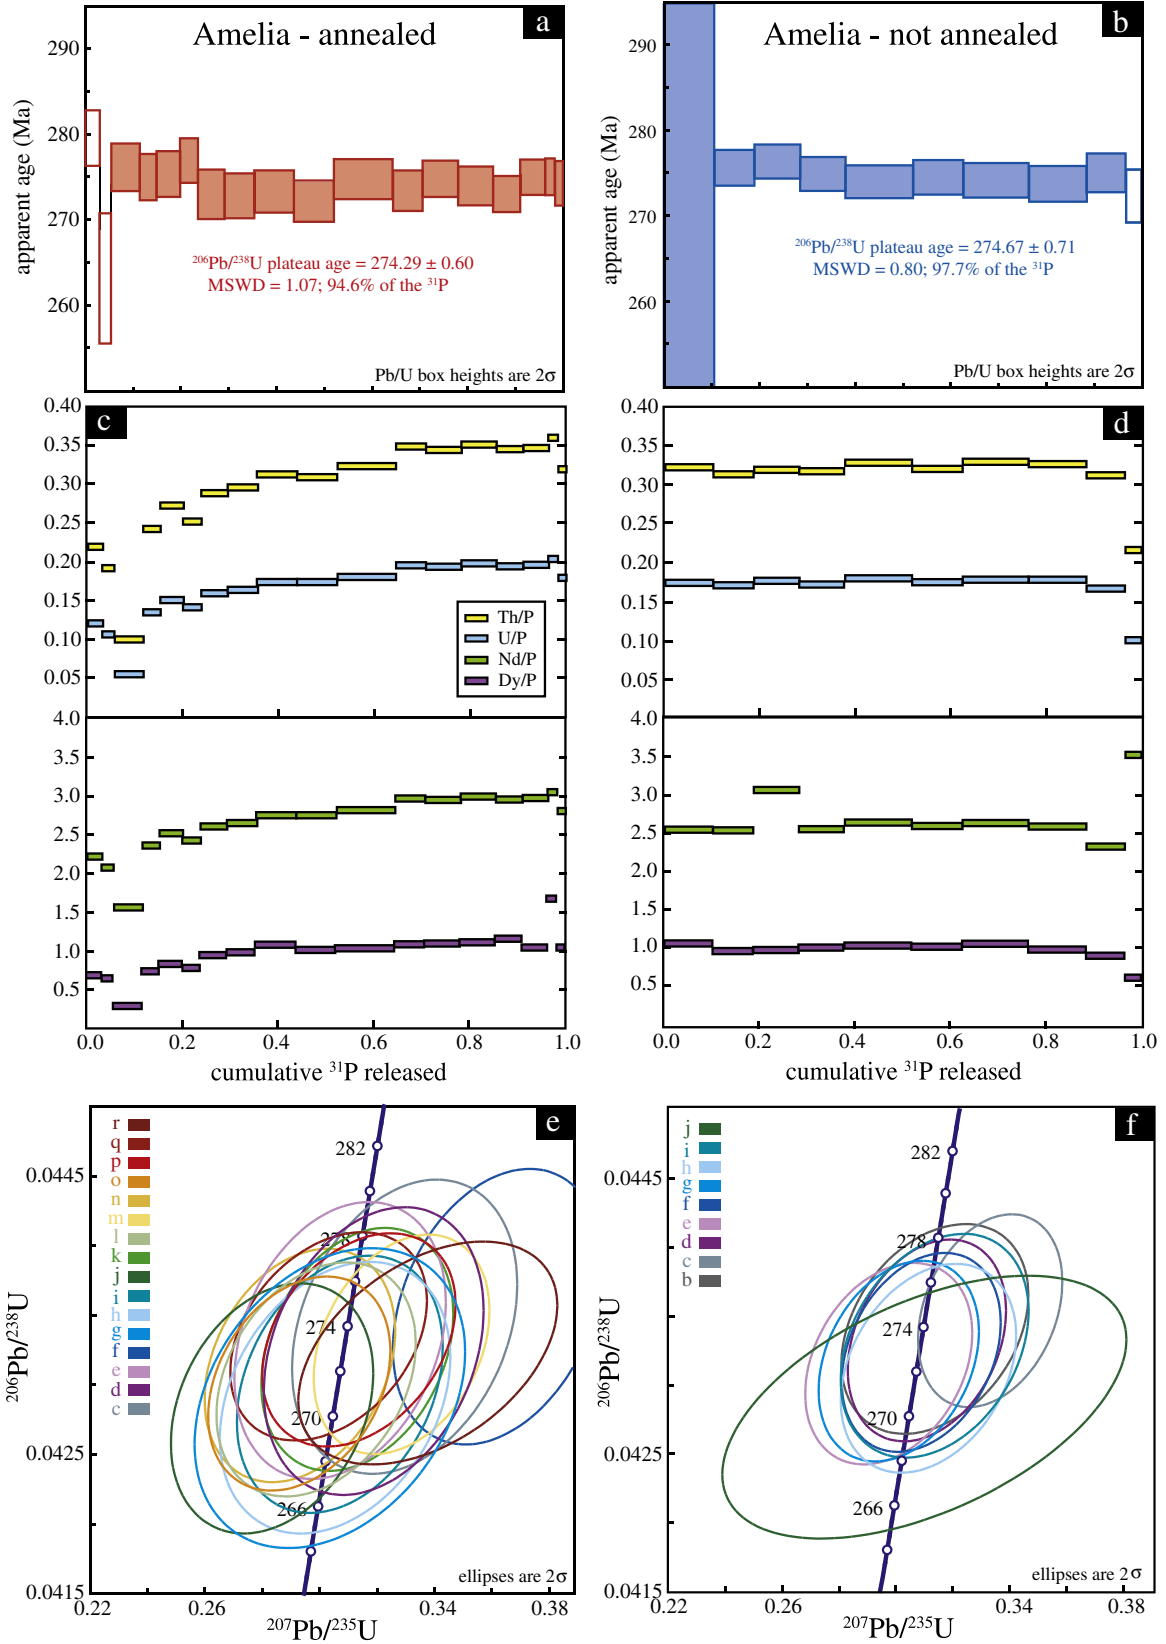 a
Amelia - annealed
290
280
270
260
apparent age (Ma)
²⁰⁶Pb/²³⁸U plateau age = 274.29 ± 0.60
MSWD = 1.07; 94.6% of the ³¹P
Pb/U box heights are 2σ
b
Amelia - not annealed
290
280
270
260
apparent age (Ma)
²⁰⁶Pb/²³⁸U plateau age = 274.67 ± 0.71
MSWD = 0.80; 97.7% of the ³¹P
Pb/U box heights are 2σ
c
0.40
0.35
0.30
0.25
0.20
0.15
0.10
0.05
Th/P
U/P
Nd/P
Dy/P
4.0
3.5
3.0
2.5
2.0
1.5
1.0
0.5
0.0 0.2 0.4 0.6 0.8 1.0
cumulative ³¹P released
d
0.40
0.35
0.30
0.25
0.20
0.15
0.10
0.05
4.0
3.5
3.0
2.5
2.0
1.5
1.0
0.5
0.0 0.2 0.4 0.6 0.8 1.0
cumulative ³¹P released
e
r
q
p
o
n
m
l
k
j
i
h
g
f
e
d
c
282
278
274
270
266
0.0445
0.0425
0.0415
²⁰⁶Pb/²³⁸U
ellipses are 2σ
0.22 0.26 0.34 0.38
²⁰⁷Pb/²³⁵U
f
j
i
h
g
f
e
d
c
b
282
278
274
270
266
0.0445
0.0425
0.0415
²⁰⁶Pb/²³⁸U
ellipses are 2σ
0.22 0.26 0.34 0.38
²⁰⁷Pb/²³⁵U